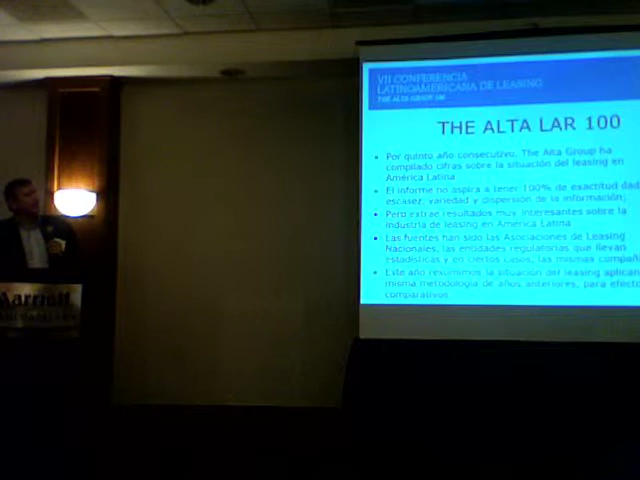 VII CONFERENCIA
LATINOAMERICANA DE LEASING
THE ALTA GROUP
THE ALTA LAR 100
• Por quinto año consecutivo, The Alta Group ha
compilado cifras sobre la situación del leasing en
América Latina
• El informe no aspira a tener 100% de exactitud dad
escasez, variedad y dispersión de la información;
• Pero extrae resultados muy interesantes sobre la
industria de leasing en América Latina
• Las fuentes han sido las Asociaciones de Leasing
Nacionales, las entidades regulatorias que llevan
estadísticas y en ciertos casos, las mismas compañí
• Este año resumimos la situación del leasing aplican
misma metodología de años anteriores, para efecto
comparativos
Marriott